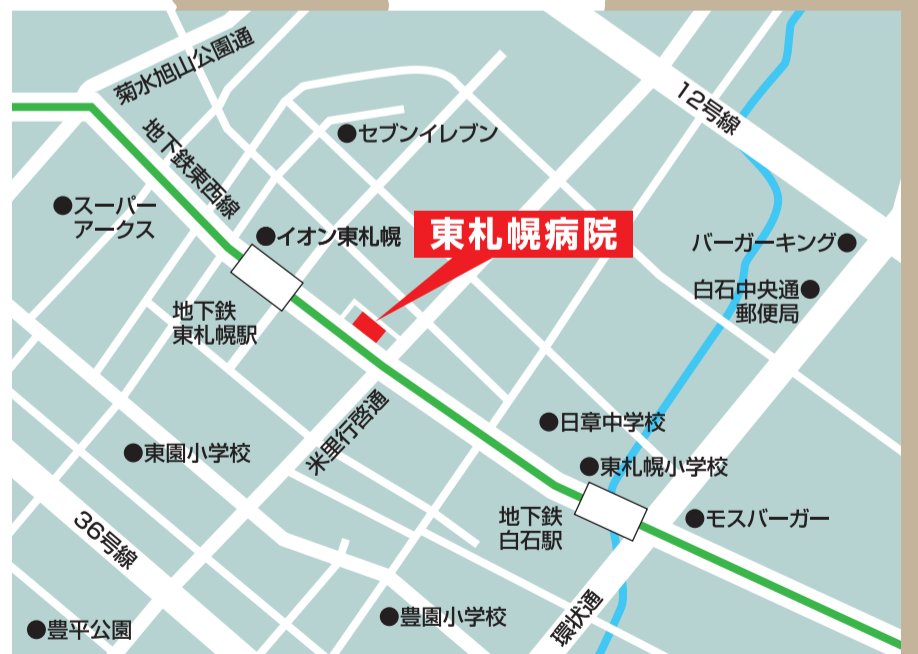 菊水旭山公園通
12号線
地下鉄東西線
●セブンイレブン
●スーパー
アークス
●イオン東札幌
東札幌病院
バーガーキング●
白石中央通●
郵便局
地下鉄
東札幌駅
米里行啓通
●日章中学校
●東園小学校
●東札幌小学校
36号線
地下鉄
白石駅
●モスバーガー
環状通
●豊園小学校
●豊平公園